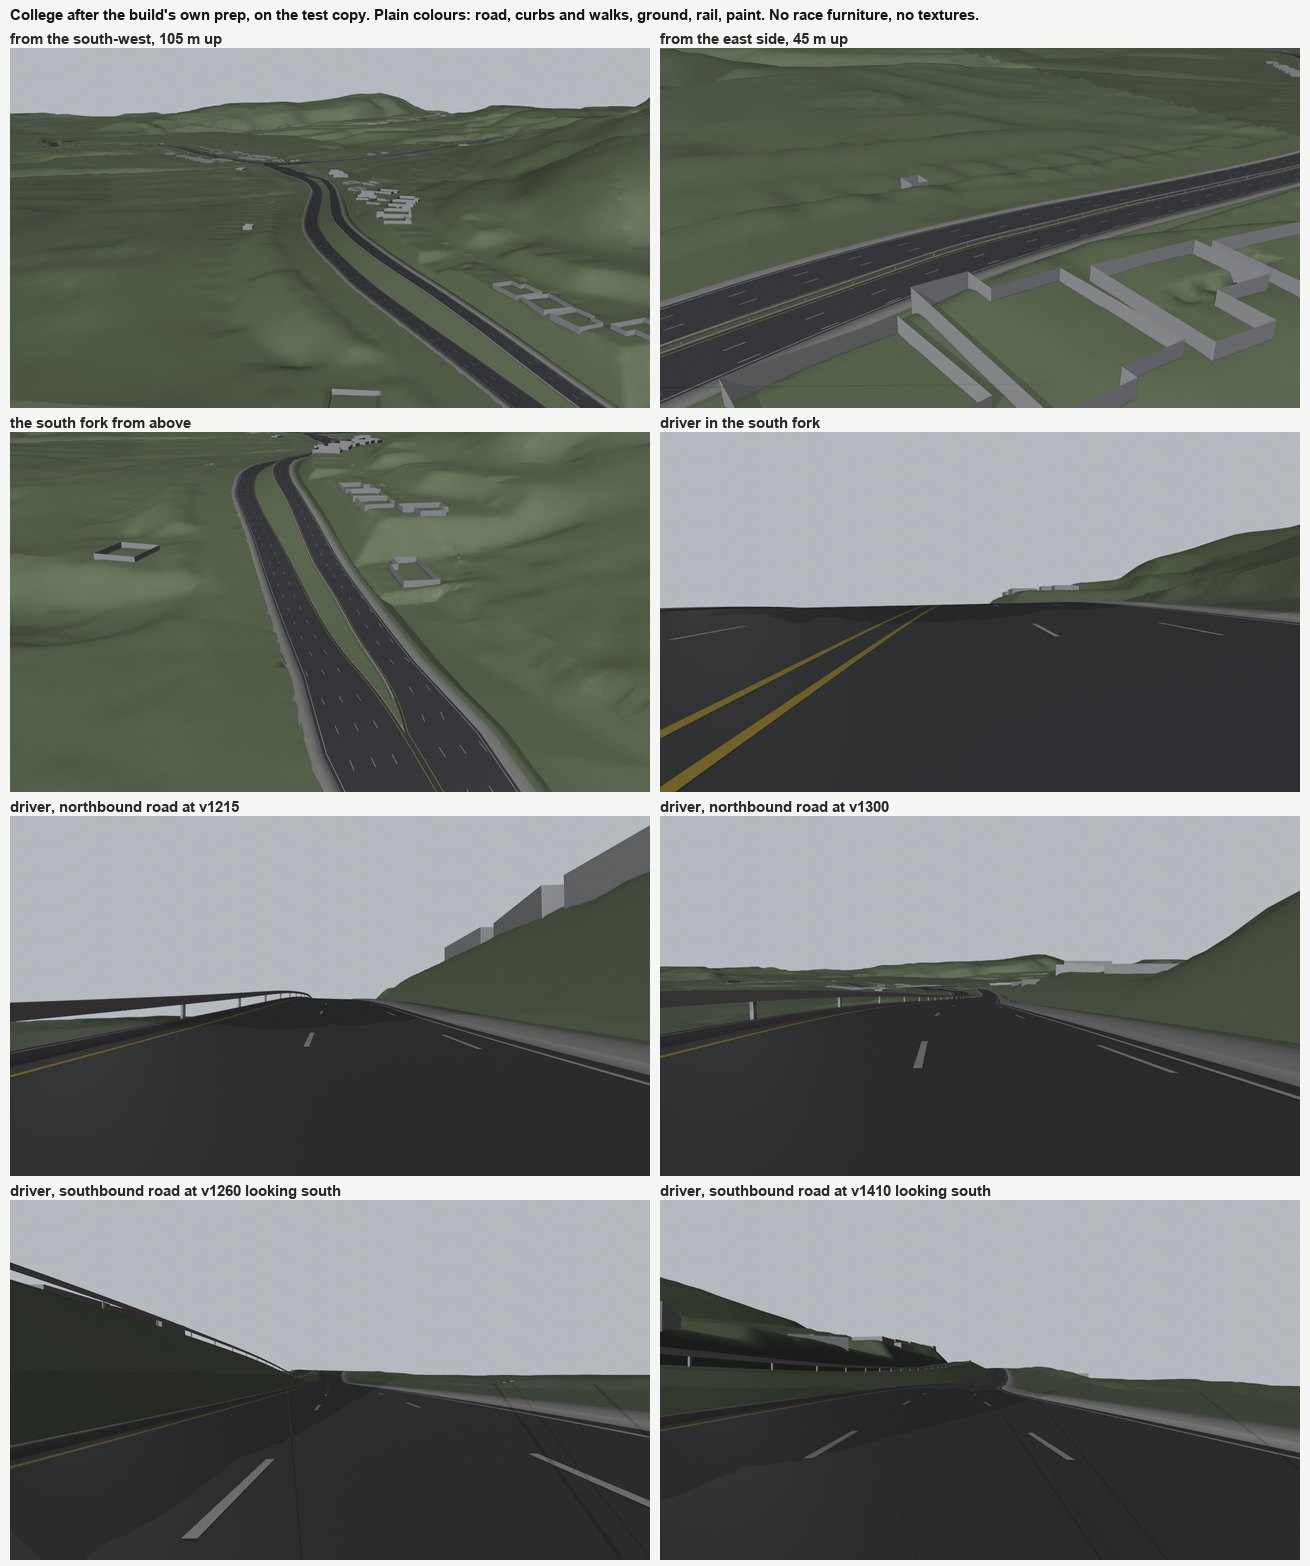 College after the build's own prep, on the test copy. Plain colours: road, curbs and walks, ground, rail, paint. No race furniture, no textures.
from the south-west, 105 m up
from the east side, 45 m up
the south fork from above
driver in the south fork
driver, northbound road at v1215
driver, northbound road at v1300
driver, southbound road at v1260 looking south
driver, southbound road at v1410 looking south